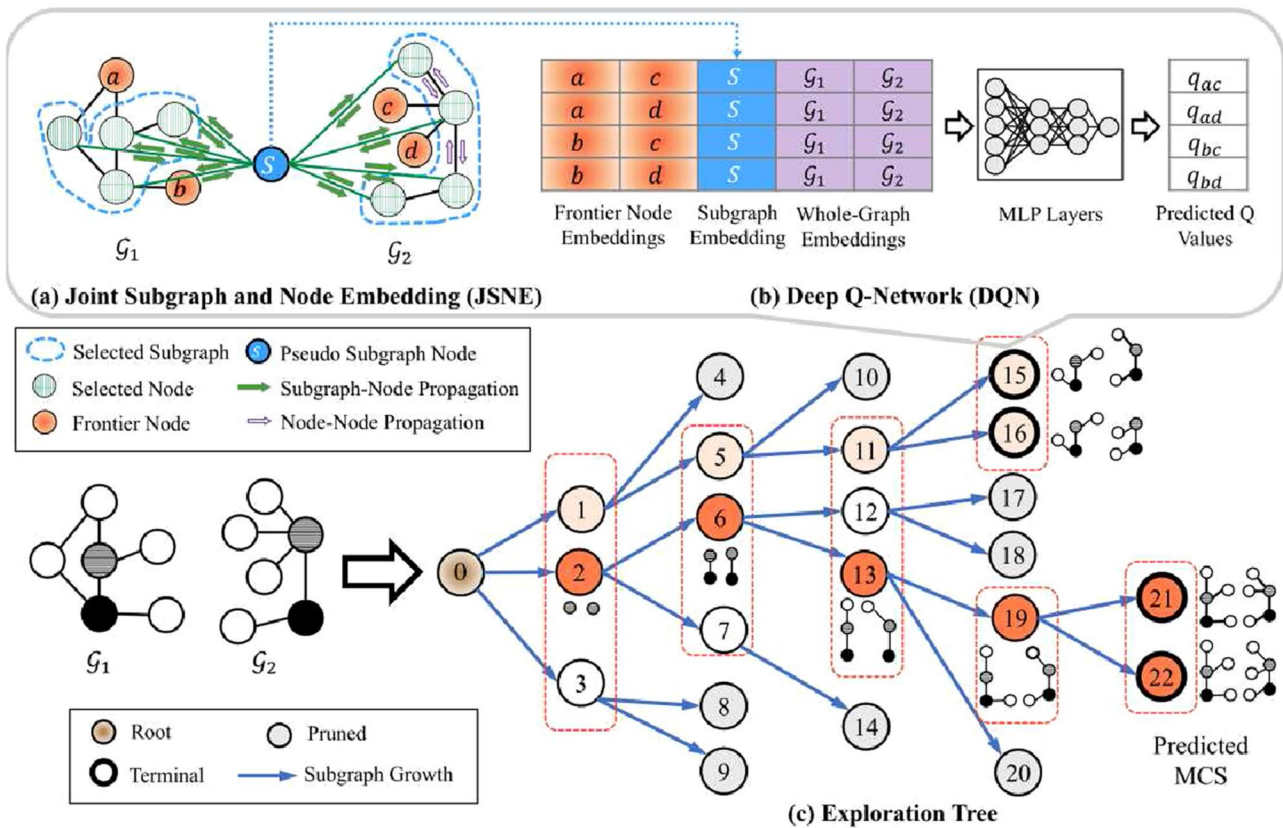 a
c
d
b
S
𝒢₁
𝒢₂
(a) Joint Subgraph and Node Embedding (JSNE)
a c S 𝒢₁ 𝒢₂
a d S 𝒢₁ 𝒢₂
b c S 𝒢₁ 𝒢₂
b d S 𝒢₁ 𝒢₂
Frontier Node
Embeddings
Subgraph
Embedding
Whole-Graph
Embeddings
MLP Layers
q_ac
q_ad
q_bc
q_bd
Predicted Q
Values
(b) Deep Q-Network (DQN)
Selected Subgraph
Selected Node
Frontier Node
S Pseudo Subgraph Node
Subgraph-Node Propagation
Node-Node Propagation
𝒢₁
𝒢₂
0
1
2
3
4
5
6
7
8
9
10
11
12
13
14
15
16
17
18
19
20
21
22
Predicted
MCS
Root
Terminal
Pruned
Subgraph Growth
(c) Exploration Tree